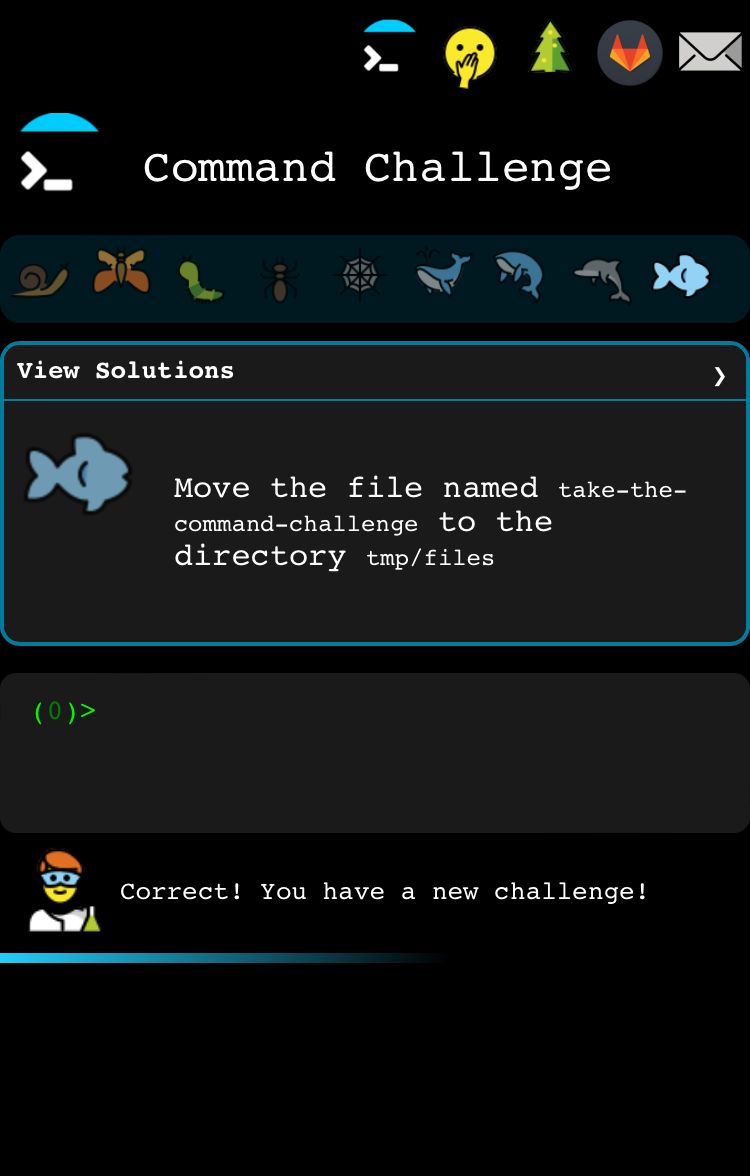 Command Challenge
View Solutions
Move the file named take-the-
command-challenge to the
directory tmp/files
(0)>
Correct! You have a new challenge!